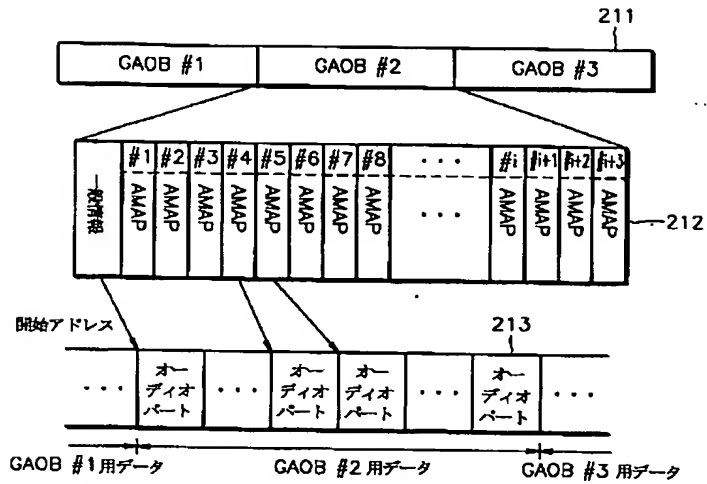 211
GAOB #1 GAOB #2 GAOB #3
#1 #2 #3 #4 #5 #6 #7 #8 ・・・ #i #i+1 #i+2 #i+3
一般情報 AMAP AMAP AMAP AMAP AMAP AMAP AMAP AMAP ・・・ AMAP AMAP AMAP AMAP
212
開始アドレス
213
・・・ オーディオパート ・・・ オーディオパート オーディオパート ・・・ オーディオパート ・・・
GAOB #1用データ GAOB #2用データ GAOB #3用データ